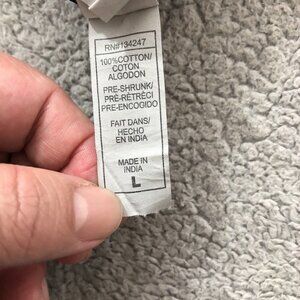 RN#134247
100%COTTON/
COTON
ALGODON
PRE-SHRUNK/
PRÉ-RÉTRÉCI
PRE-ENCOGIDO
FAIT DANS/
HECHO
EN INDIA
MADE IN
INDIA
L